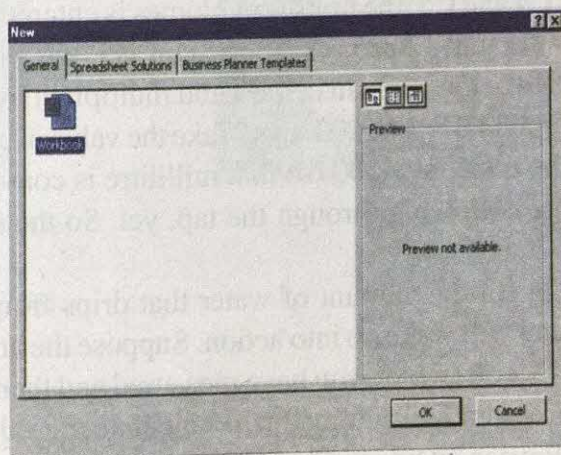 New
General Spreadsheet Solutions Business Planner Templates
Workbook
Preview
Preview not available.
OK Cancel